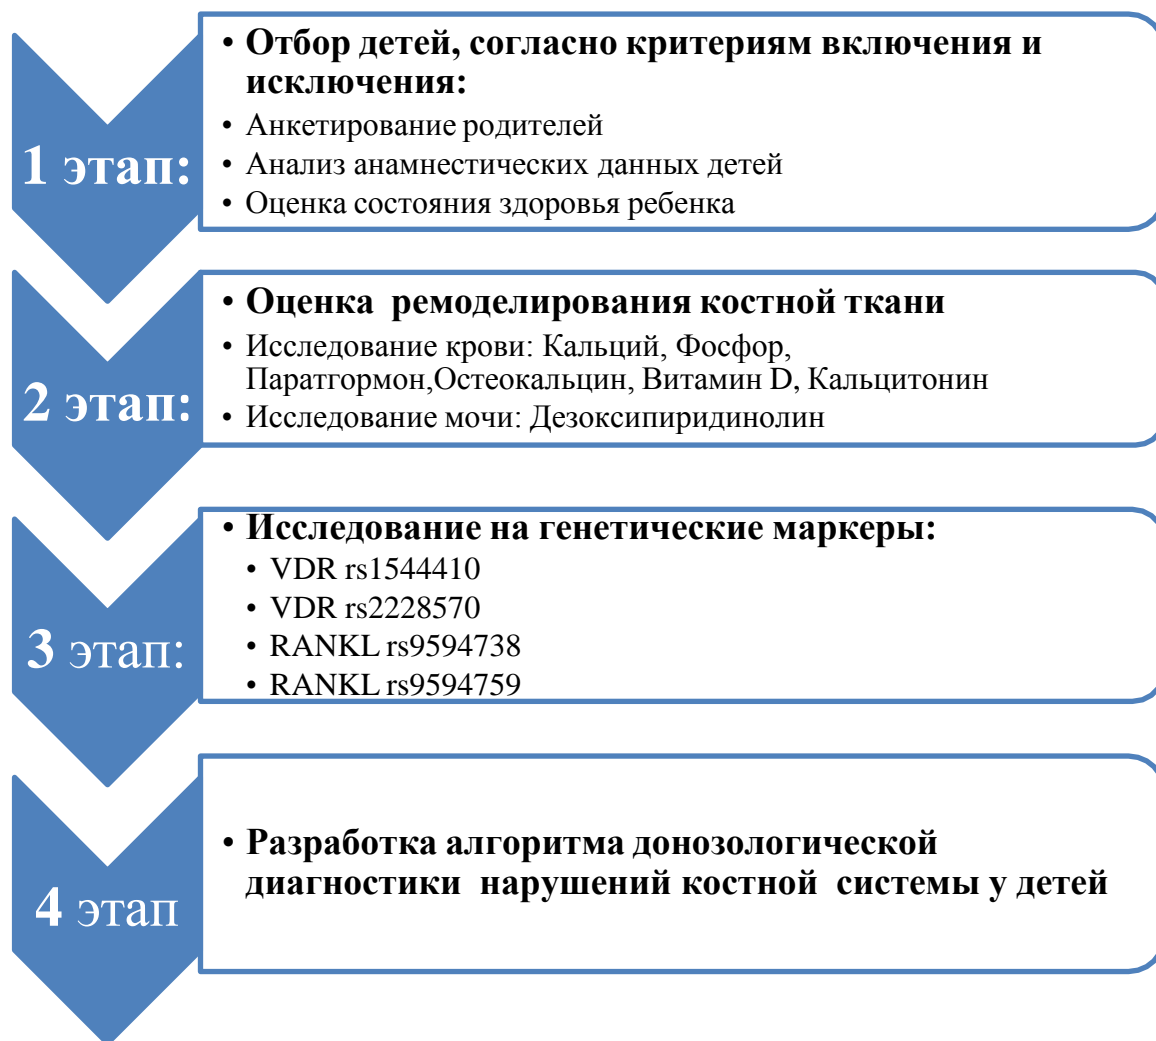 1 этап:
• Отбор детей, согласно критериям включения и
исключения:
• Анкетирование родителей
• Анализ анамнестических данных детей
• Оценка состояния здоровья ребенка
2 этап:
• Оценка ремоделирования костной ткани
• Исследование крови: Кальций, Фосфор,
Паратгормон,Остеокальцин, Витамин D, Кальцитонин
• Исследование мочи: Дезоксипиридинолин
3 этап:
• Исследование на генетические маркеры:
• VDR rs1544410
• VDR rs2228570
• RANKL rs9594738
• RANKL rs9594759
4 этап
• Разработка алгоритма донозологической
диагностики нарушений костной системы у детей